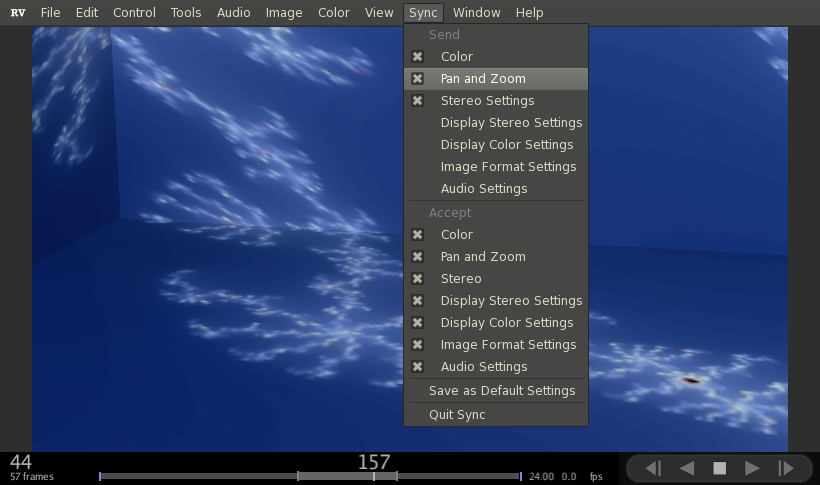 RV File Edit Control Tools Audio Image Color View Sync Window Help
Send
Color
Pan and Zoom
Stereo Settings
Display Stereo Settings
Display Color Settings
Image Format Settings
Audio Settings
Accept
Color
Pan and Zoom
Stereo
Display Stereo Settings
Display Color Settings
Image Format Settings
Audio Settings
Save as Default Settings
Quit Sync
44 157
57 frames 24.00 0.0 fps